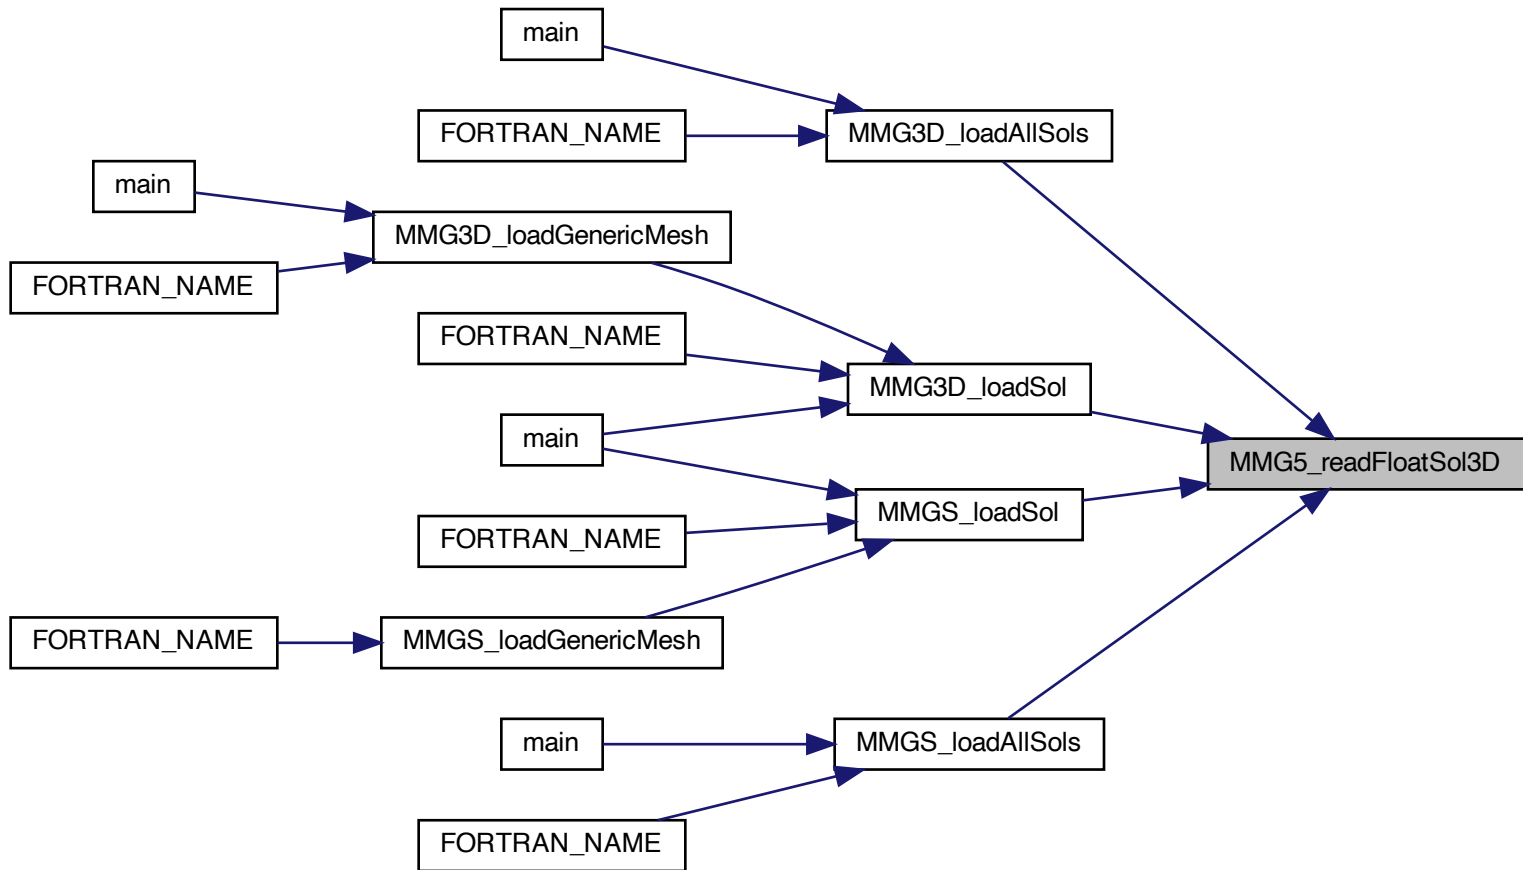 main
FORTRAN_NAME
MMG3D_loadAllSols
main
MMG3D_loadGenericMesh
FORTRAN_NAME
FORTRAN_NAME
MMG3D_loadSol
main
MMG5_readFloatSol3D
MMGS_loadSol
FORTRAN_NAME
FORTRAN_NAME
MMGS_loadGenericMesh
main
MMGS_loadAllSols
FORTRAN_NAME